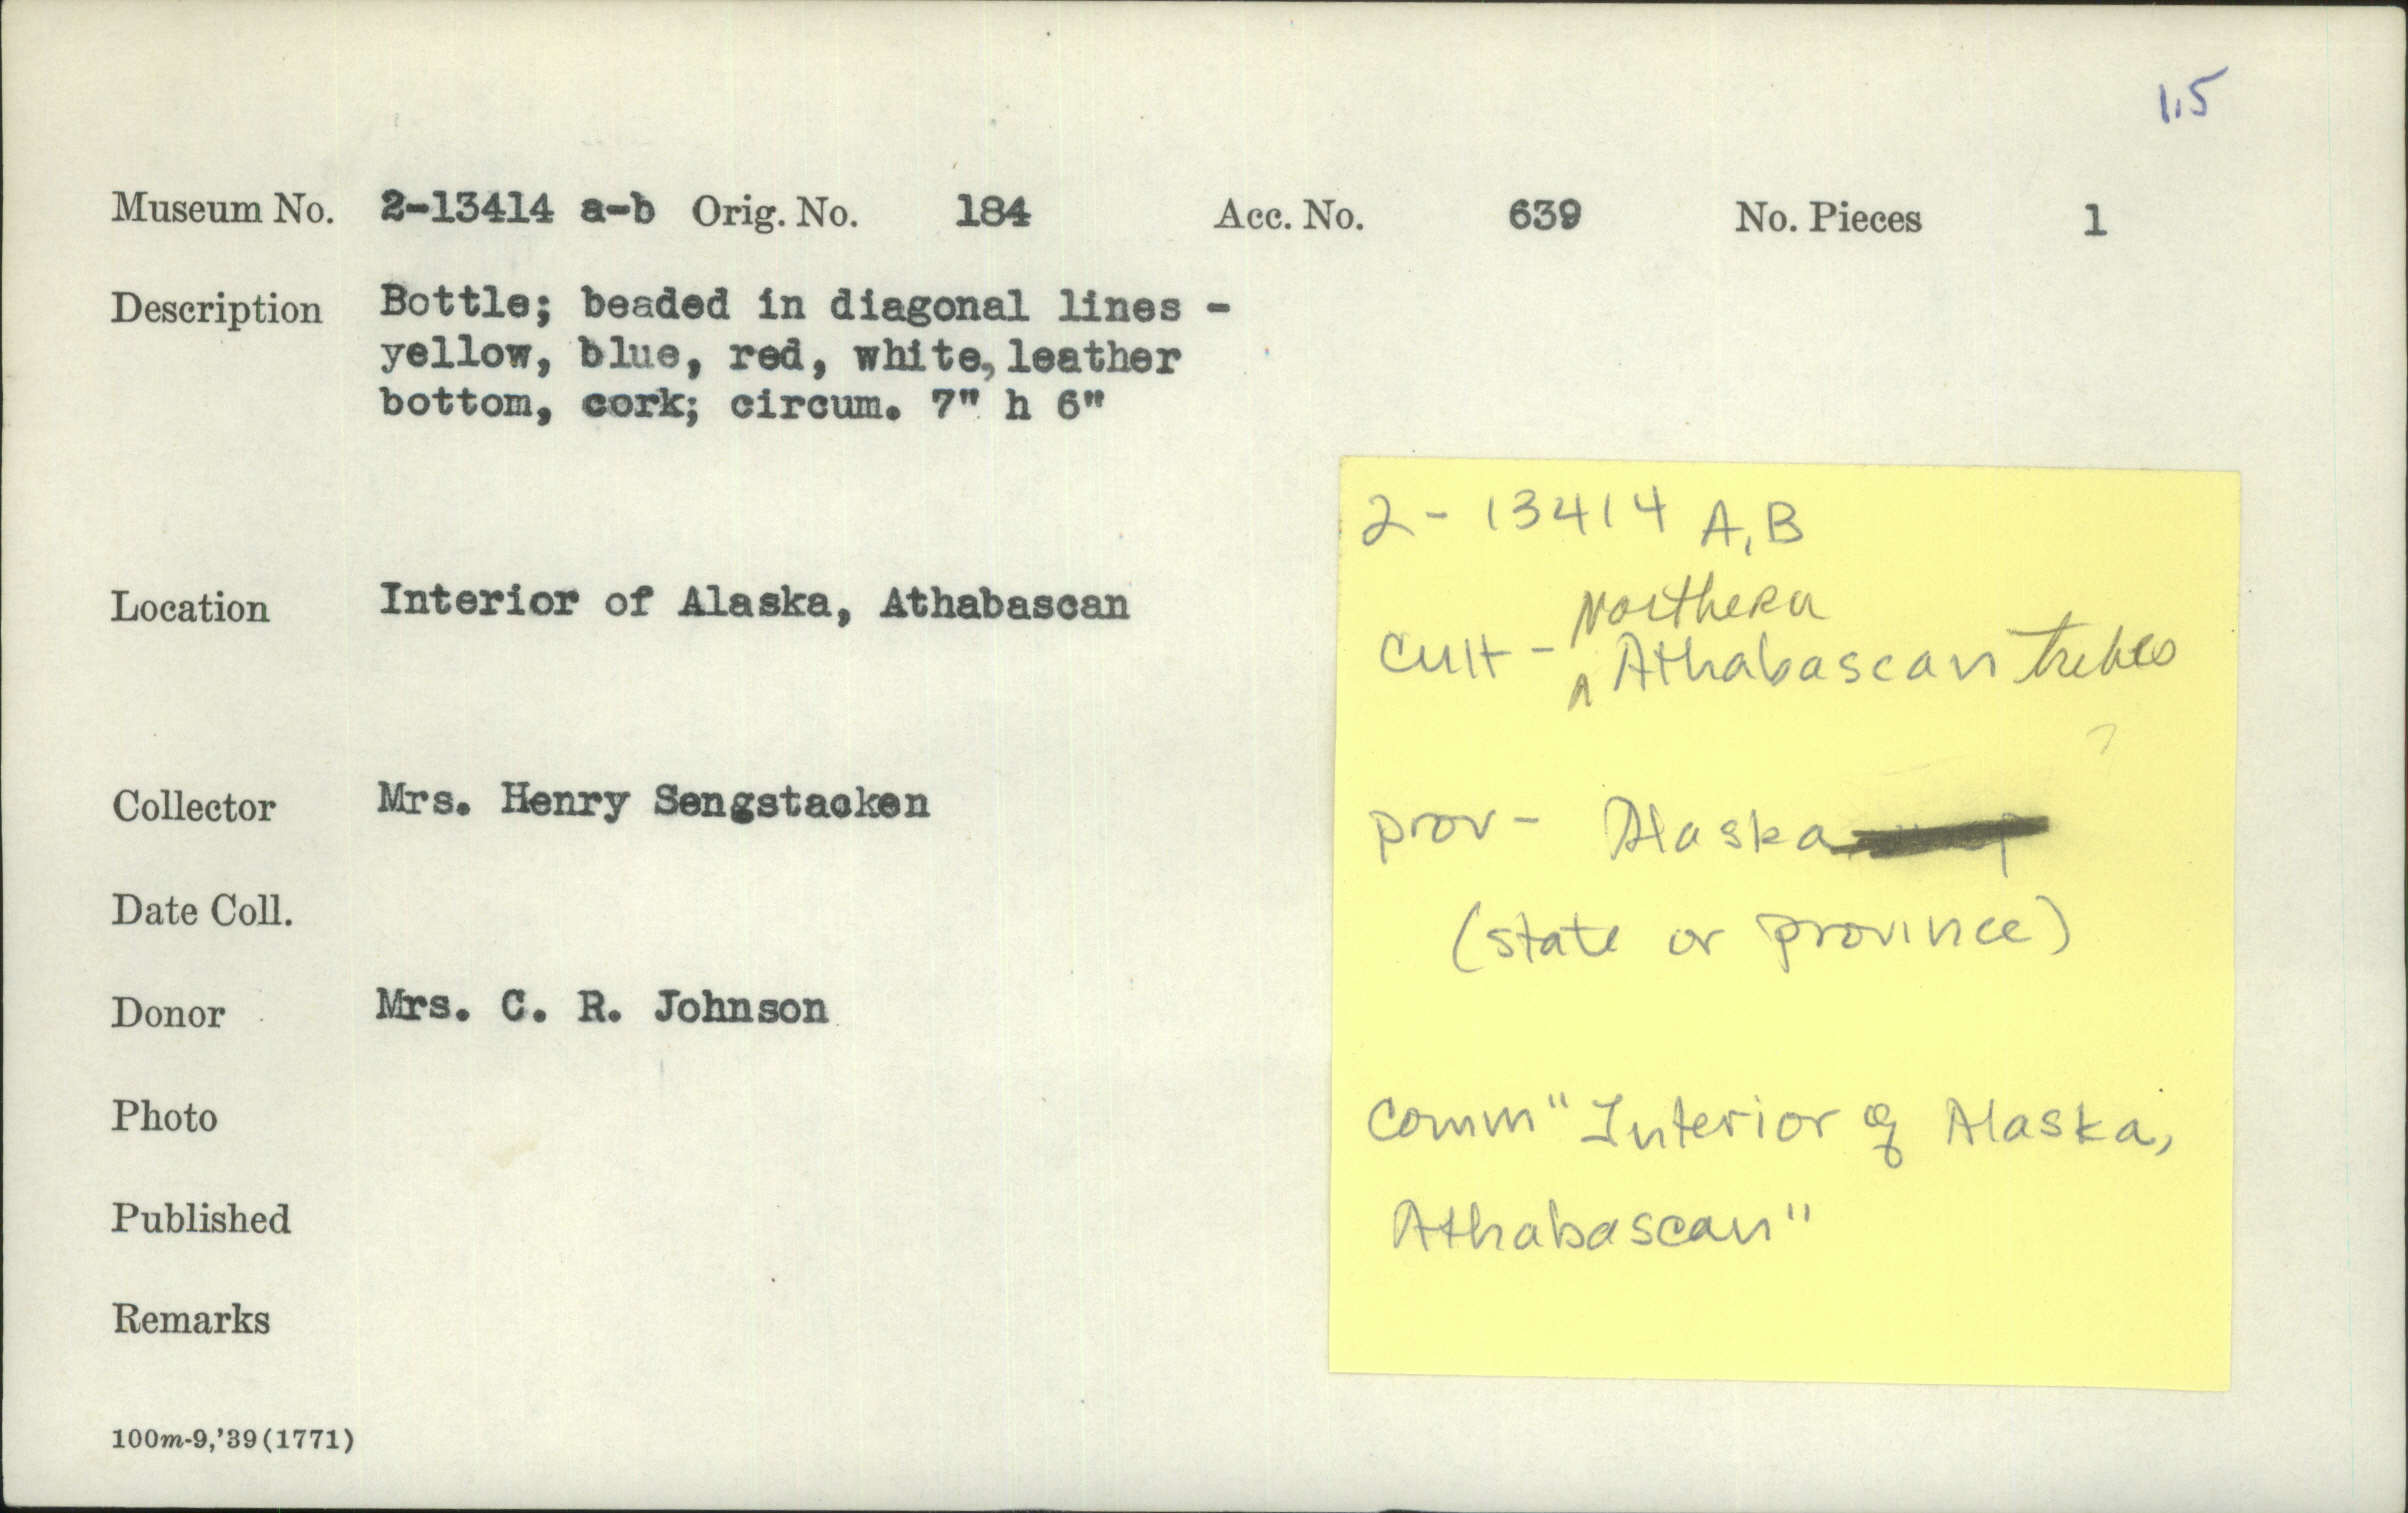 1.5
Museum No. 2-13414 a-b Orig. No. 184 Acc. No. 639 No. Pieces 1
Description Bottle; beaded in diagonal lines -
yellow, blue, red, white, leather
bottom, cork; circum. 7" h 6"
Location Interior of Alaska, Athabascan
Collector Mrs. Henry Sengstacken
Date Coll.
Donor Mrs. C. R. Johnson
Photo
Published
Remarks
100m-9,'39(1771)
2-13414 A,B
Northern
Cult - ^ Athabascan tribes
?
prov - Alaska
(state or province)
Comm "Interior of Alaska,
Athabascan"